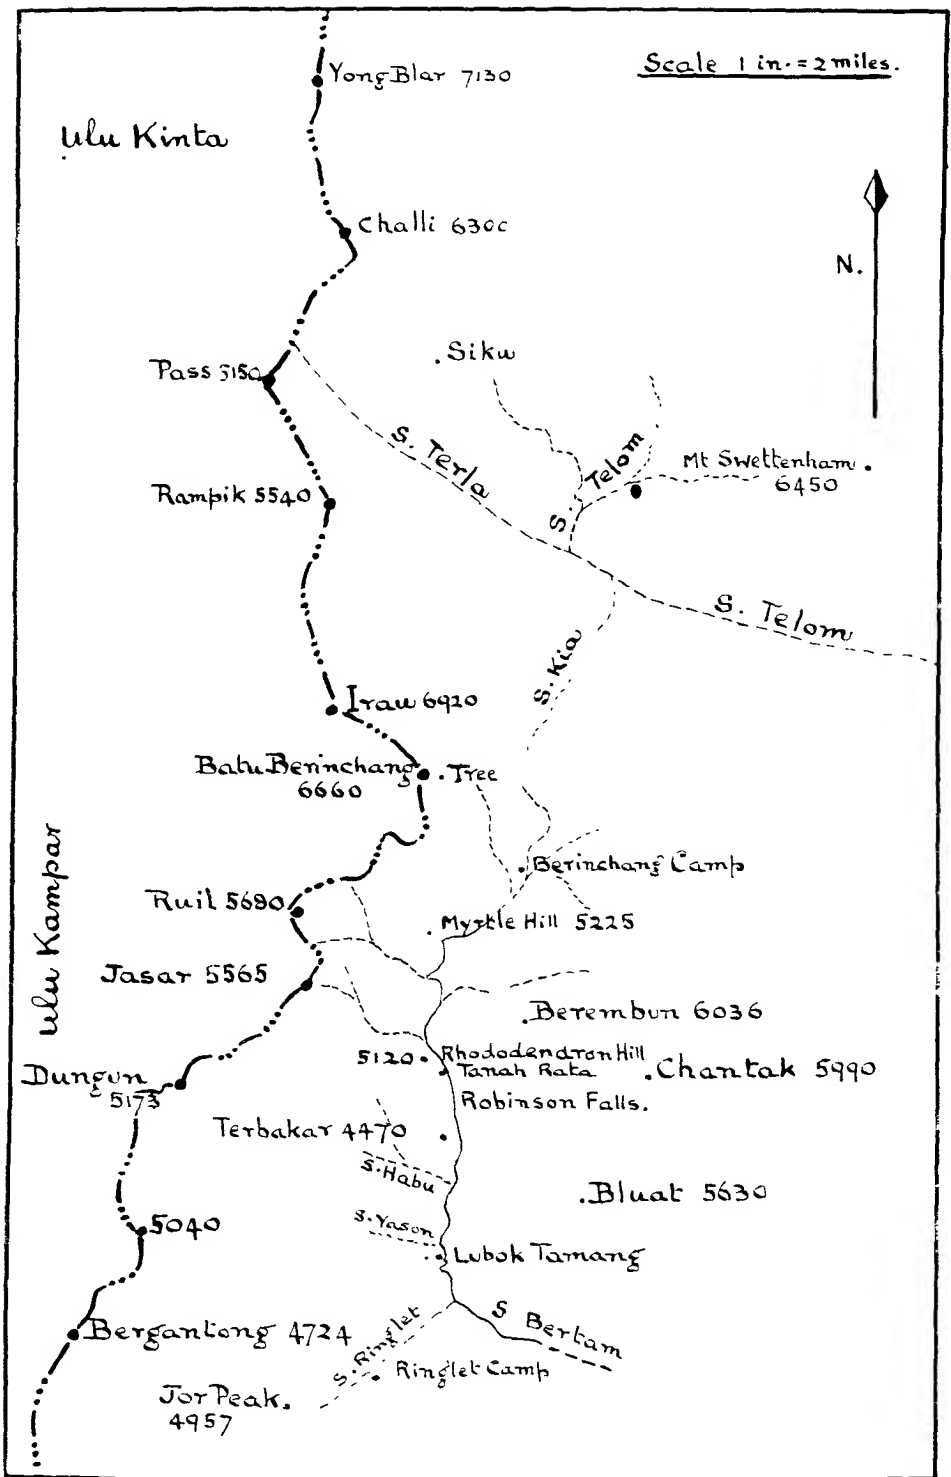 Scale 1 in. = 2 miles.
Yong Blar 7130
Ulu Kinta
Challi 6300
N.
Siku
Pass 5150
S. Terla
S. Telom
Mt Swettenham.
6450
Rampik 5540
S. Telom
S. Kia
Irau 6920
Batu Berinchang
6660
Tree
Ulu Kampar
Berinchang Camp
Ruil 5680
Myrtle Hill 5225
Jasar 5565
Berembun 6036
5120
Rhododendron Hill
Tanah Rata
Chantak 5990
Dungun
5173
Robinson Falls.
Terbakar 4470
S. Habu
Bluat 5630
S. Yason
5040
Lubok Tamang
S Bertam
Bergantong 4724
S. Ringlet
Ringlet Camp
Jor Peak.
4957